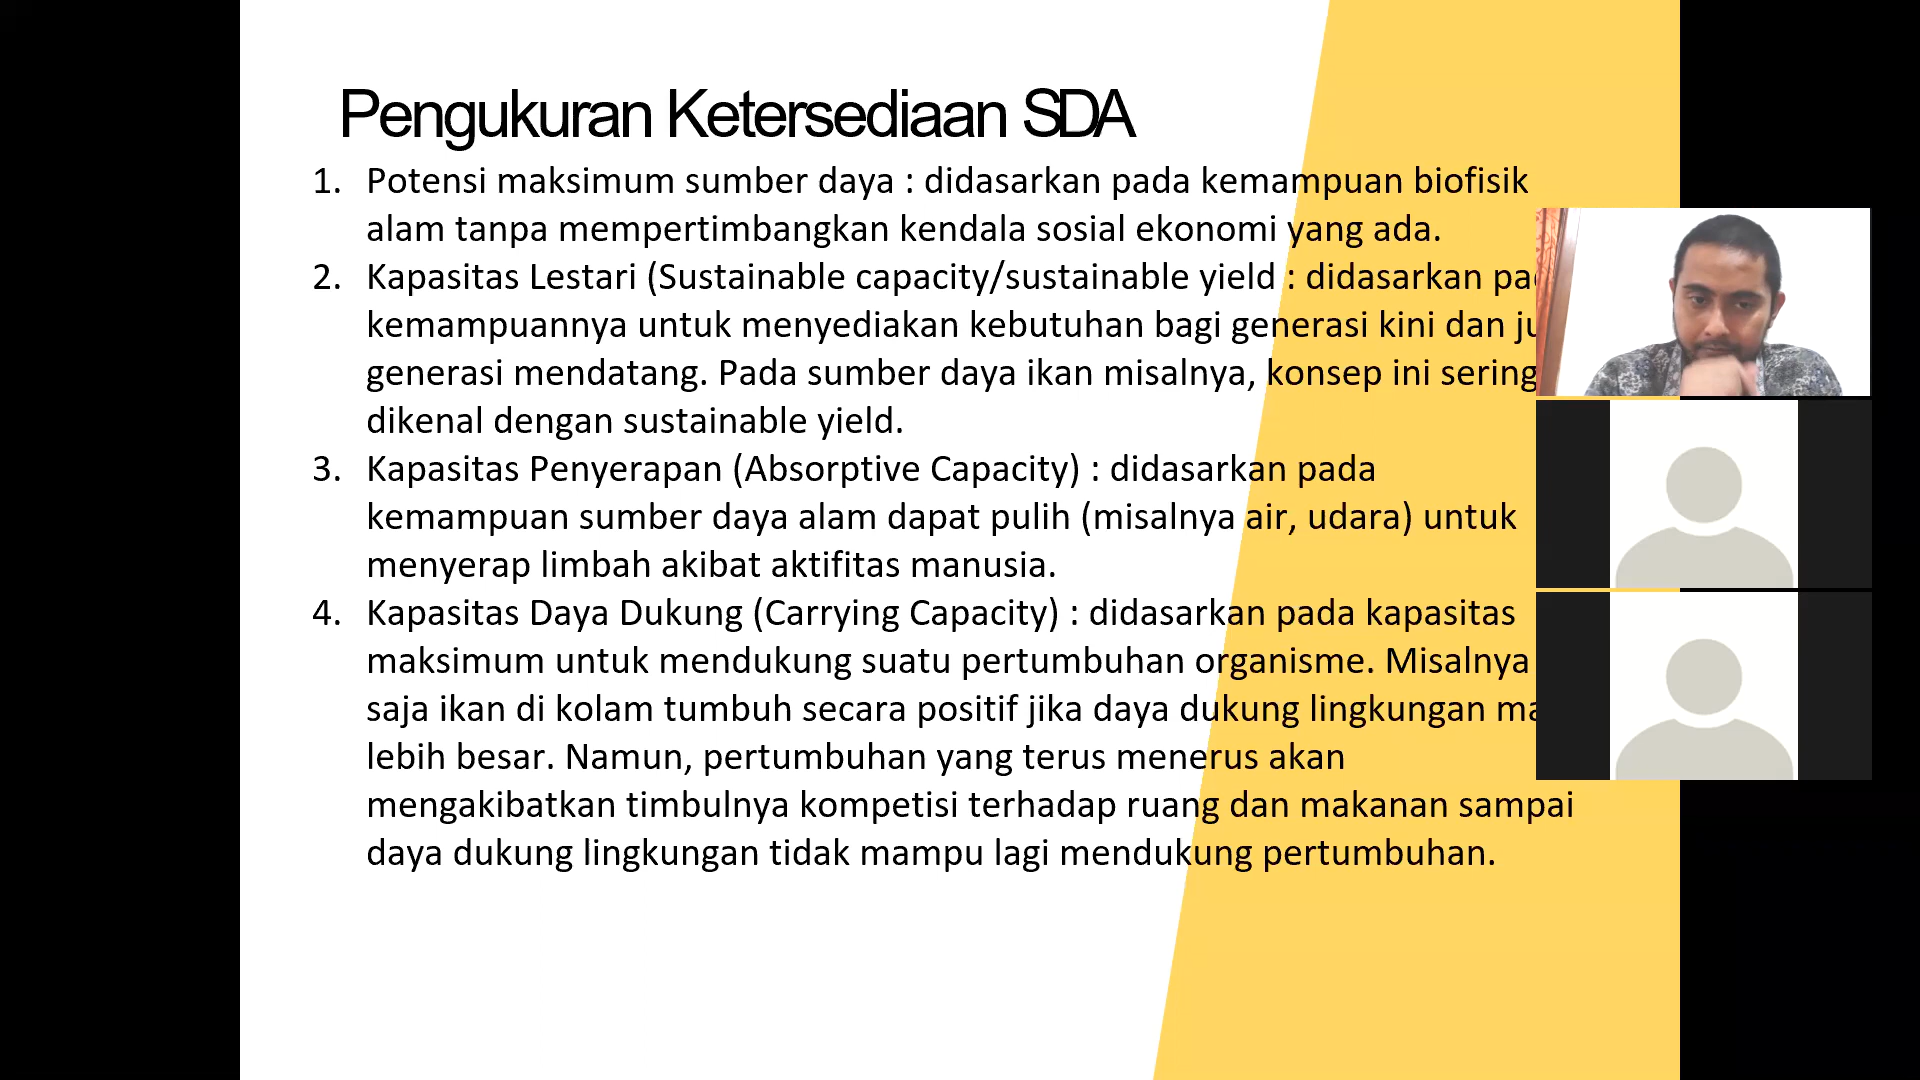 Pengukuran Ketersediaan SDA
1. Potensi maksimum sumber daya : didasarkan pada kemampuan biofisik
alam tanpa mempertimbangkan kendala sosial ekonomi yang ada.
2. Kapasitas Lestari (Sustainable capacity/sustainable yield : didasarkan
kemampuannya untuk menyediakan kebutuhan bagi generasi kini dan
generasi mendatang. Pada sumber daya ikan misalnya, konsep ini sering
dikenal dengan sustainable yield.
3. Kapasitas Penyerapan (Absorptive Capacity) : didasarkan pada
kemampuan sumber daya alam dapat pulih (misalnya air, udara) untuk
menyerap limbah akibat aktifitas manusia.
4. Kapasitas Daya Dukung (Carrying Capacity) : didasarkan pada kapasitas
maksimum untuk mendukung suatu pertumbuhan organisme. Misalnya
saja ikan di kolam tumbuh secara positif jika daya dukung lingkungan
lebih besar. Namun, pertumbuhan yang terus menerus akan
mengakibatkan timbulnya kompetisi terhadap ruang dan makanan sampai
daya dukung lingkungan tidak mampu lagi mendukung pertumbuhan.